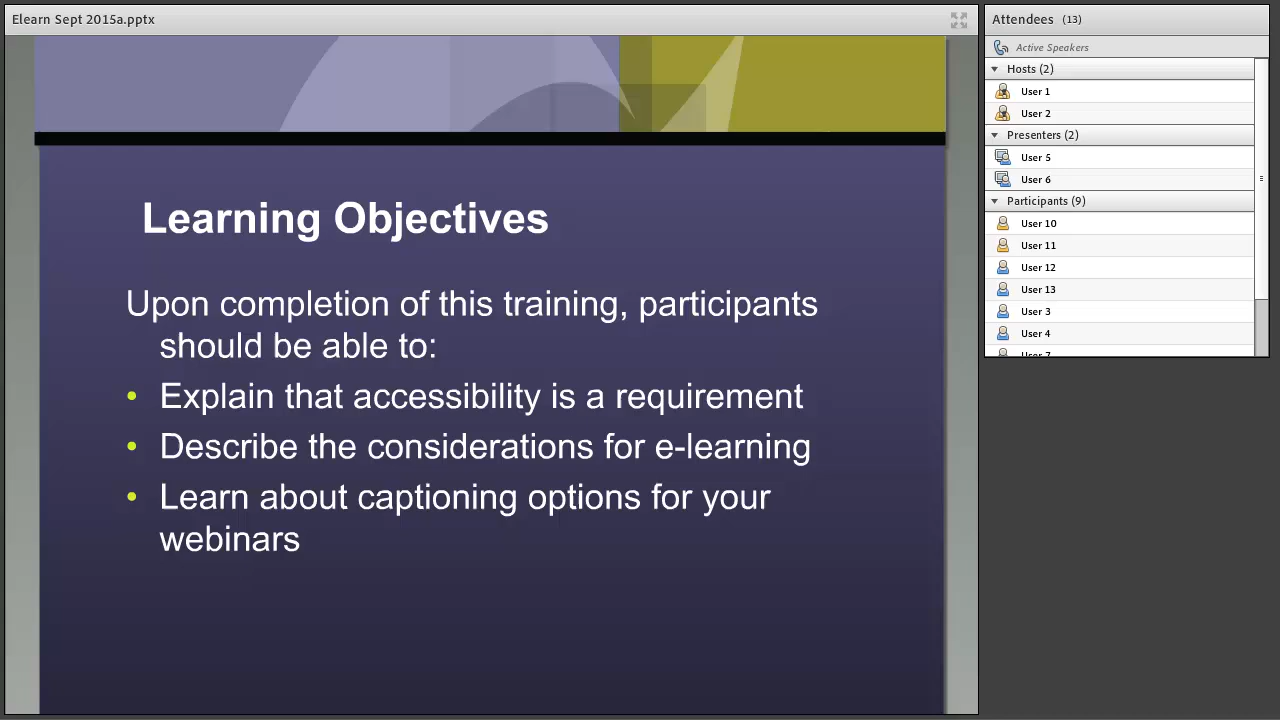 Elearn Sept 2015a.pptx
Learning Objectives
Upon completion of this training, participants
should be able to:
• Explain that accessibility is a requirement
• Describe the considerations for e-learning
• Learn about captioning options for your
webinars
Attendees (13)
Active Speakers
Hosts (2)
User 1
User 2
Presenters (2)
User 5
User 6
Participants (9)
User 10
User 11
User 12
User 13
User 3
User 4
User 7